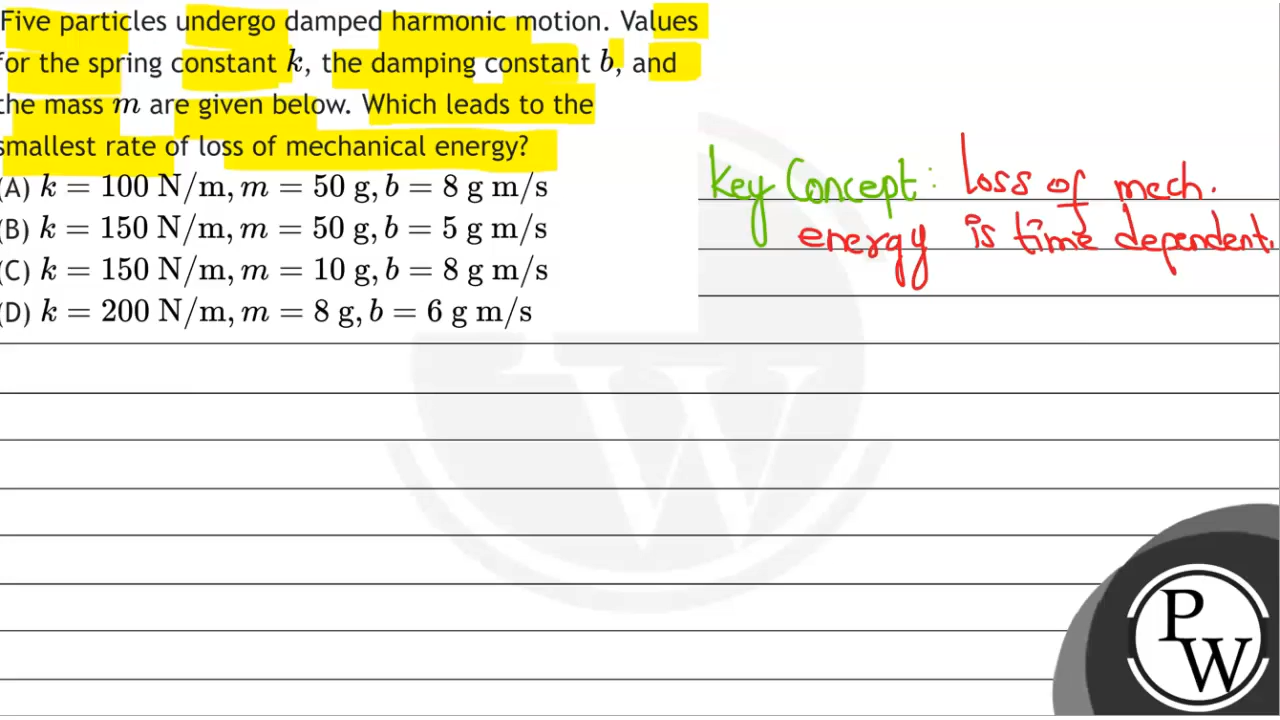 Five particles undergo damped harmonic motion. Values
for the spring constant k, the damping constant b, and
the mass m are given below. Which leads to the
smallest rate of loss of mechanical energy?
(A) k = 100 N/m, m = 50 g, b = 8 g m/s
(B) k = 150 N/m, m = 50 g, b = 5 g m/s
(C) k = 150 N/m, m = 10 g, b = 8 g m/s
(D) k = 200 N/m, m = 8 g, b = 6 g m/s
Key Concept: Loss of mech.
energy is time dependent.
P
W